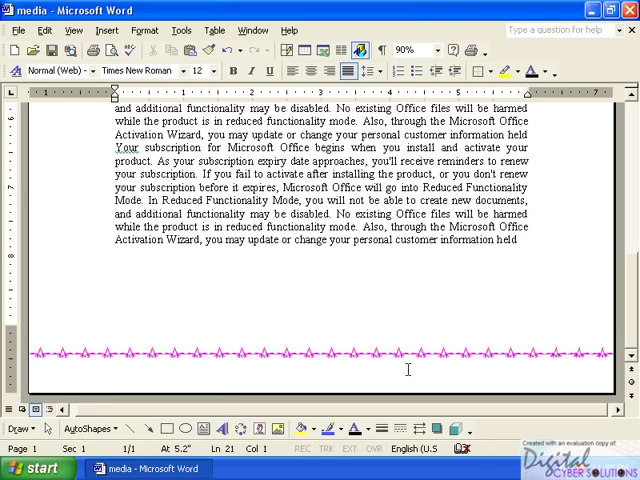 media - Microsoft Word
File Edit View Insert Format Tools Table Window Help Type a question for help
90%
Normal (Web) Times New Roman 12 B I U
1 1 2 3 4 5 6 7
and additional functionality may be disabled. No existing Office files will be harmed
while the product is in reduced functionality mode. Also, through the Microsoft Office
Activation Wizard, you may update or change your personal customer information held
Your subscription for Microsoft Office begins when you install and activate your
product. As your subscription expiry date approaches, you'll receive reminders to renew
your subscription. If you fail to activate after installing the product, or you don't renew
your subscription before it expires, Microsoft Office will go into Reduced Functionality
Mode. In Reduced Functionality Mode, you will not be able to create new documents,
and additional functionality may be disabled. No existing Office files will be harmed
while the product is in reduced functionality mode. Also, through the Microsoft Office
Activation Wizard, you may update or change your personal customer information held
Draw AutoShapes
Page 1 Sec 1 1/1 At 5.2" Ln 21 Col 1 REC TRK EXT OVR English (U.S
Created with an evaluation copy of
Digital
CYBER SOLUTIONS
start media - Microsoft Word